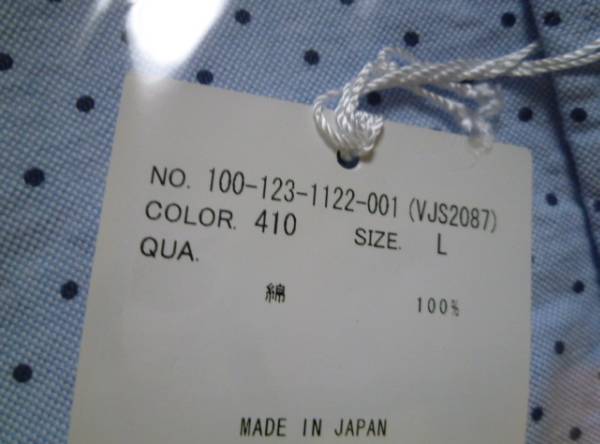 NO. 100-123-1122-001 (VJS2087)
COLOR. 410 SIZE. L
QUA.
綿 100%
MADE IN JAPAN